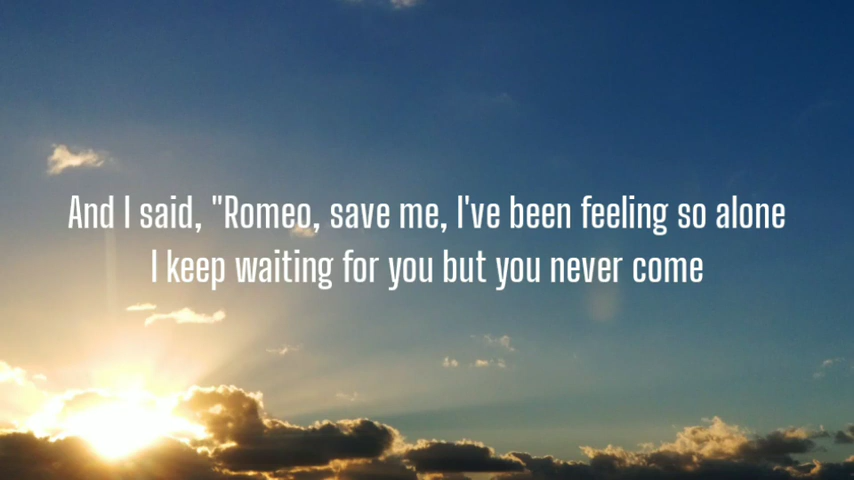 And I said, "Romeo, save me, I've been feeling so alone
I keep waiting for you but you never come